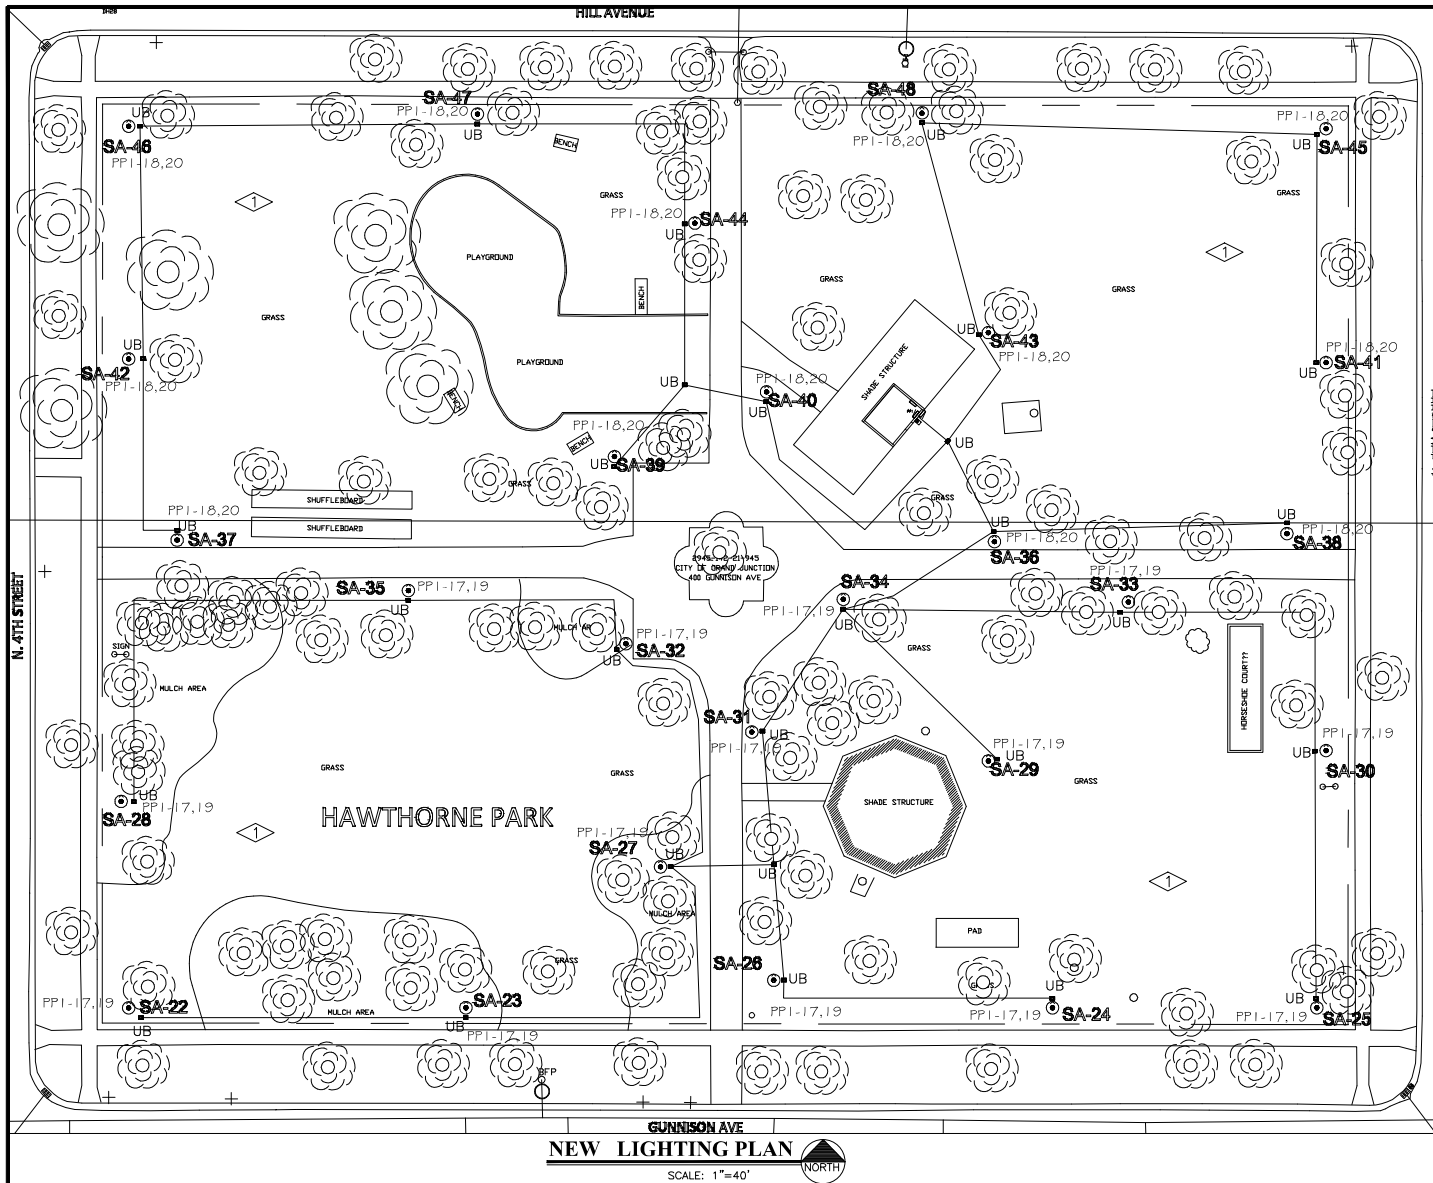 DH28
HILL AVENUE
SA-47
PP1-18,20
UB
SA-48
PP1-18,20
UB
UB
SA-46
PP1-18,20
BENCH
UB
SA-45
PP1-18,20
1
GRASS
GRASS
PP1-18,20
SA-44
UB
PLAYGROUND
1
GRASS
GRASS
BENCH
GRASS
UB
SA-43
PP1-18,20
SHADE STRUCTURE
UB
SA-42
PP1-18,20
PLAYGROUND
PP1-18,20
UB
SA-41
UB
PP1-18,20
SA-40
BENCH
PP1-18,20
BENCH
UB
UB
SA-39
GRASS
GRASS
SHUFFLEBOARD
PP1-18,20
UB
SA-37
SHUFFLEBOARD
UB
PP1-18,20
SA-36
UB
PP1-18,20
SA-38
CITY OF GRAND JUNCTION
400 GUNNISON AVE
N. 4TH STREET
SA-35
PP1-17,19
UB
SA-34
PP1-17,19
UB
PP1-17,19
SA-33
UB
MULCH AR
PP1-17,19
SA-32
UB
GRASS
SIGN
MULCH AREA
HORSESHOE COURT??
SA-31
UB
PP1-17,19
PP1-17,19
UB
SA-29
PP1-17,19
UB
SA-30
GRASS
GRASS
GRASS
UB
PP1-17,19
SA-28
HAWTHORNE PARK
SHADE STRUCTURE
1
PP1-17,19
SA-27
UB
UB
1
MULCH AREA
PAD
GRASS
SA-26
UB
PP1-17,19
PP1-17,19
SA-22
UB
SA-23
PP1-17,19
MULCH AREA
UB
UB
PP1-17,19
SA-24
UB
PP1-17,19
SA-25
BFP
GUNNISON AVE
NEW LIGHTING PLAN
NORTH
SCALE: 1"=40'